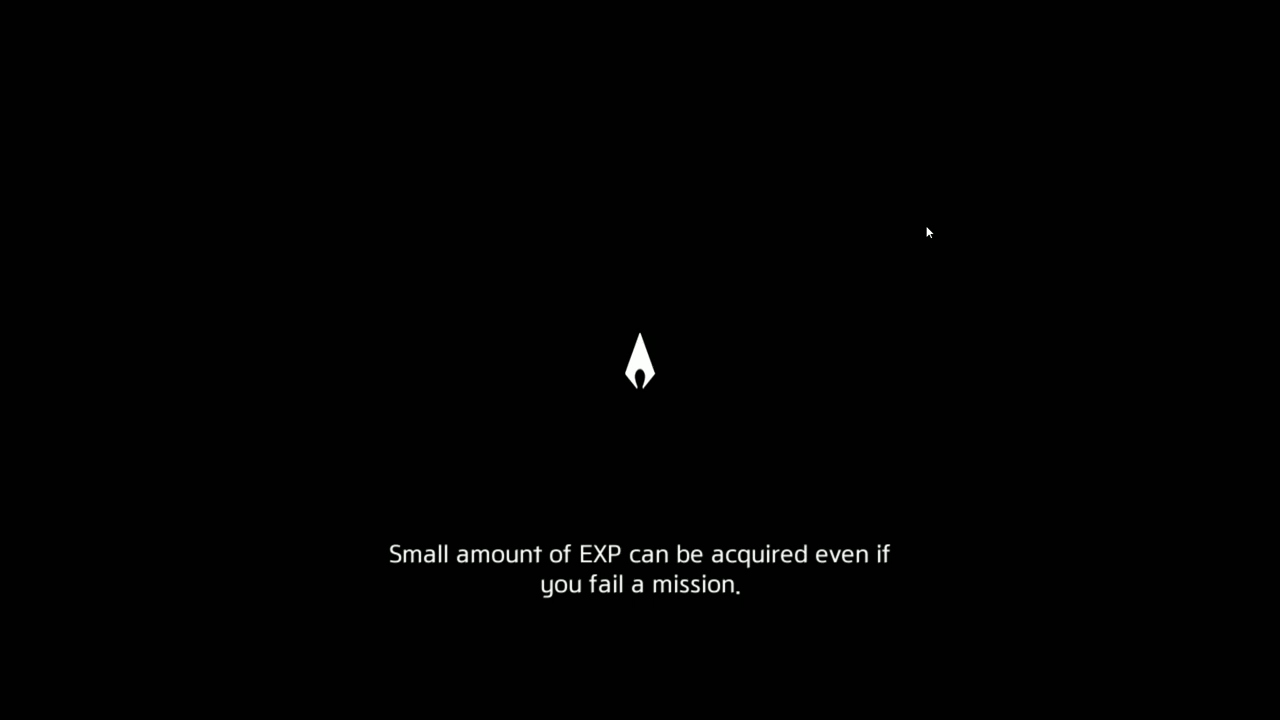 Small amount of EXP can be acquired even if
you fail a mission.